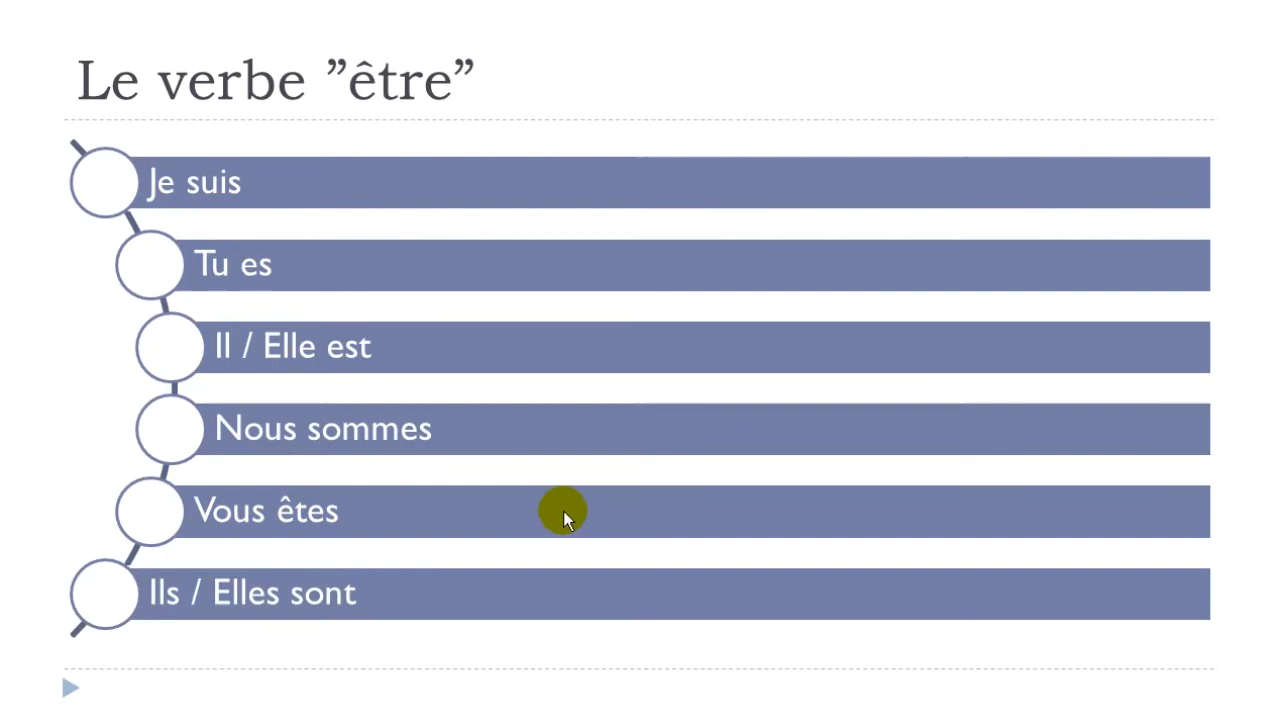 Le verbe ”être”
Je suis
Tu es
Il / Elle est
Nous sommes
Vous êtes
Ils / Elles sont